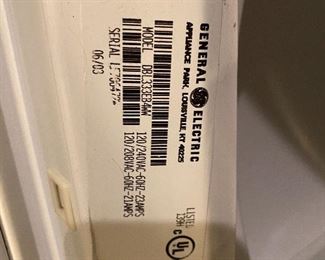 GENERAL ELECTRIC
APPLIANCE PARK, LOUISVILLE, KY 40225
MODEL DBL333EB4WW
120/240VAC-60HZ-23AMPS
120/208VAC-60HZ-21AMPS
SERIAL
06/03
LISTED
UL
C